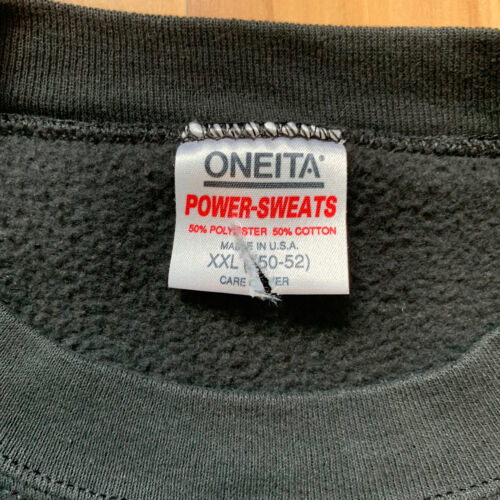 ONEITA®
POWER-SWEATS
50% POLYESTER 50% COTTON
MADE IN U.S.A.
XXL (50-52)
CARE OVER